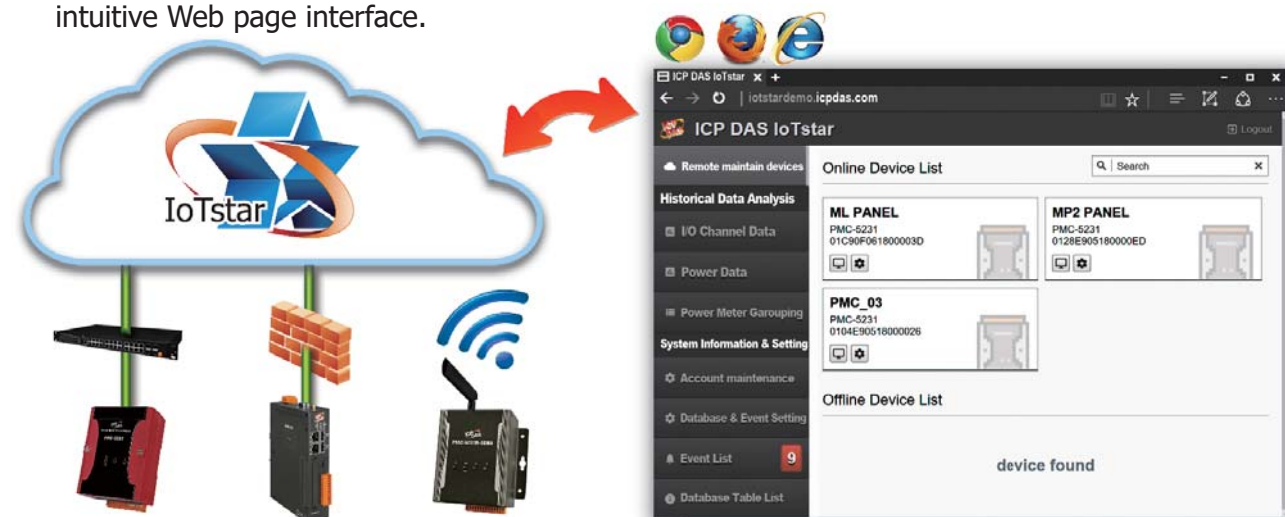 intuitive Web page interface.
IoTstar
ICP DAS IoTstar
iotstardemo.icpdas.com
ICP DAS IoTstar
Logout
Remote maintain devices
Historical Data Analysis
I/O Channel Data
Power Data
Power Meter Garouping
System Information & Setting
Account maintenance
Database & Event Setting
Event List
9
Database Table List
Online Device List
Search
ML PANEL
PMC-5231
01C90F061800003D
MP2 PANEL
PMC-5231
0128E905180000ED
PMC_03
PMC-5231
0104E90518000026
Offline Device List
device found